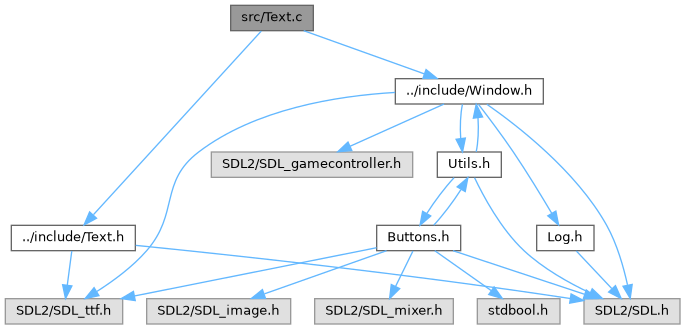 src/Text.c
../include/Window.h
SDL2/SDL_gamecontroller.h
Utils.h
../include/Text.h
Buttons.h
Log.h
SDL2/SDL_ttf.h
SDL2/SDL_image.h
SDL2/SDL_mixer.h
stdbool.h
SDL2/SDL.h